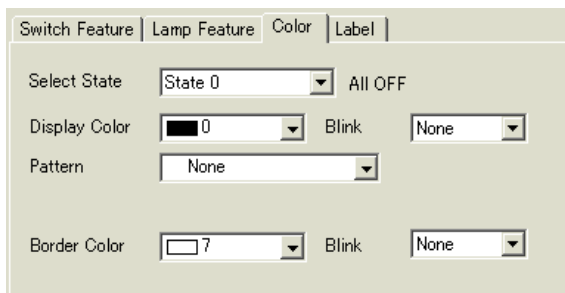 Switch Feature Lamp Feature Color Label
Select State State 0 All OFF
Display Color 0 Blink None
Pattern None
Border Color 7 Blink None